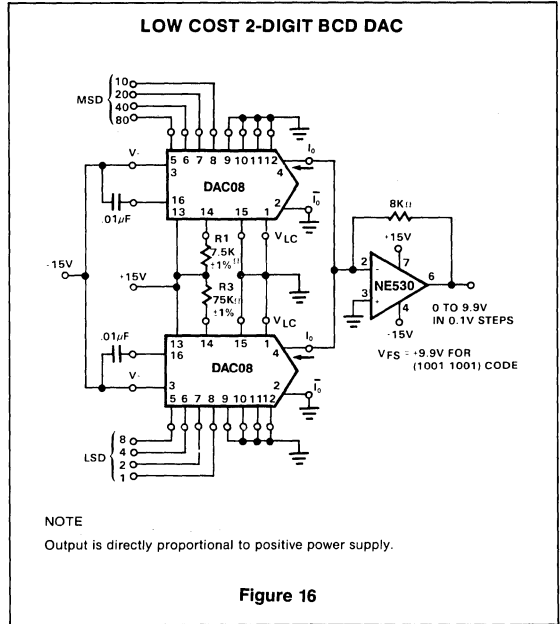 LOW COST 2-DIGIT BCD DAC
MSD
10
20
40
80
V-
5 6 7 8 9 10 11 12
3
4
I₀
DAC08
16
2
I̅₀
13 14 15 1
.01μF
-15V
+15V
R1
7.5K Ω
±1%
R3
75K Ω
±1%
VLC
VLC
8KΩ
+15V
2
-
7
NE530
6
3
+
4
-15V
0 TO 9.9V
IN 0.1V STEPS
VFS = +9.9V FOR
(1001 1001) CODE
.01μF
V-
13 14 15 1
16
4
I₀
DAC08
3
2
I̅₀
5 6 7 8 9 10 11 12
LSD
8
4
2
1
NOTE
Output is directly proportional to positive power supply.
Figure 16